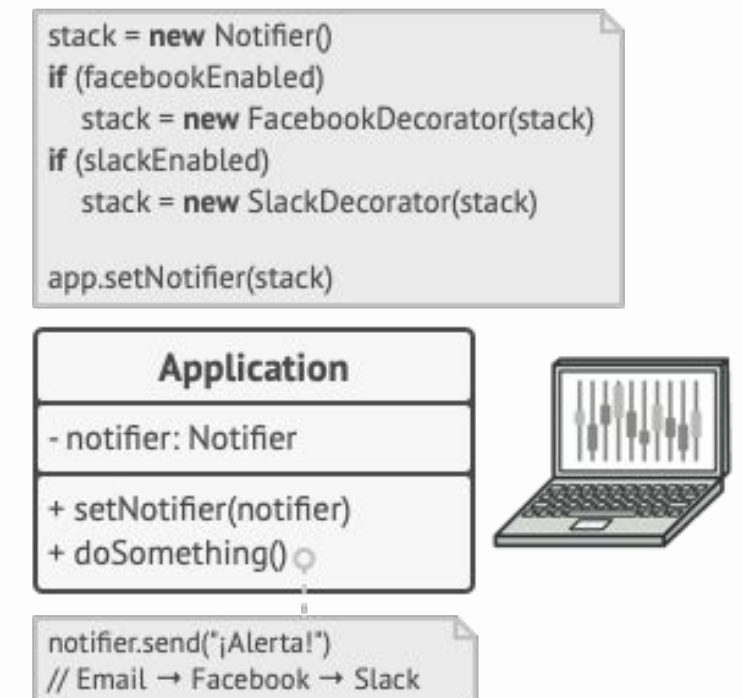 stack = new Notifier()
if (facebookEnabled)
stack = new FacebookDecorator(stack)
if (slackEnabled)
stack = new SlackDecorator(stack)
app.setNotifier(stack)
Application
- notifier: Notifier
+ setNotifier(notifier)
+ doSomething()
notifier.send("¡Alerta!")
// Email → Facebook → Slack